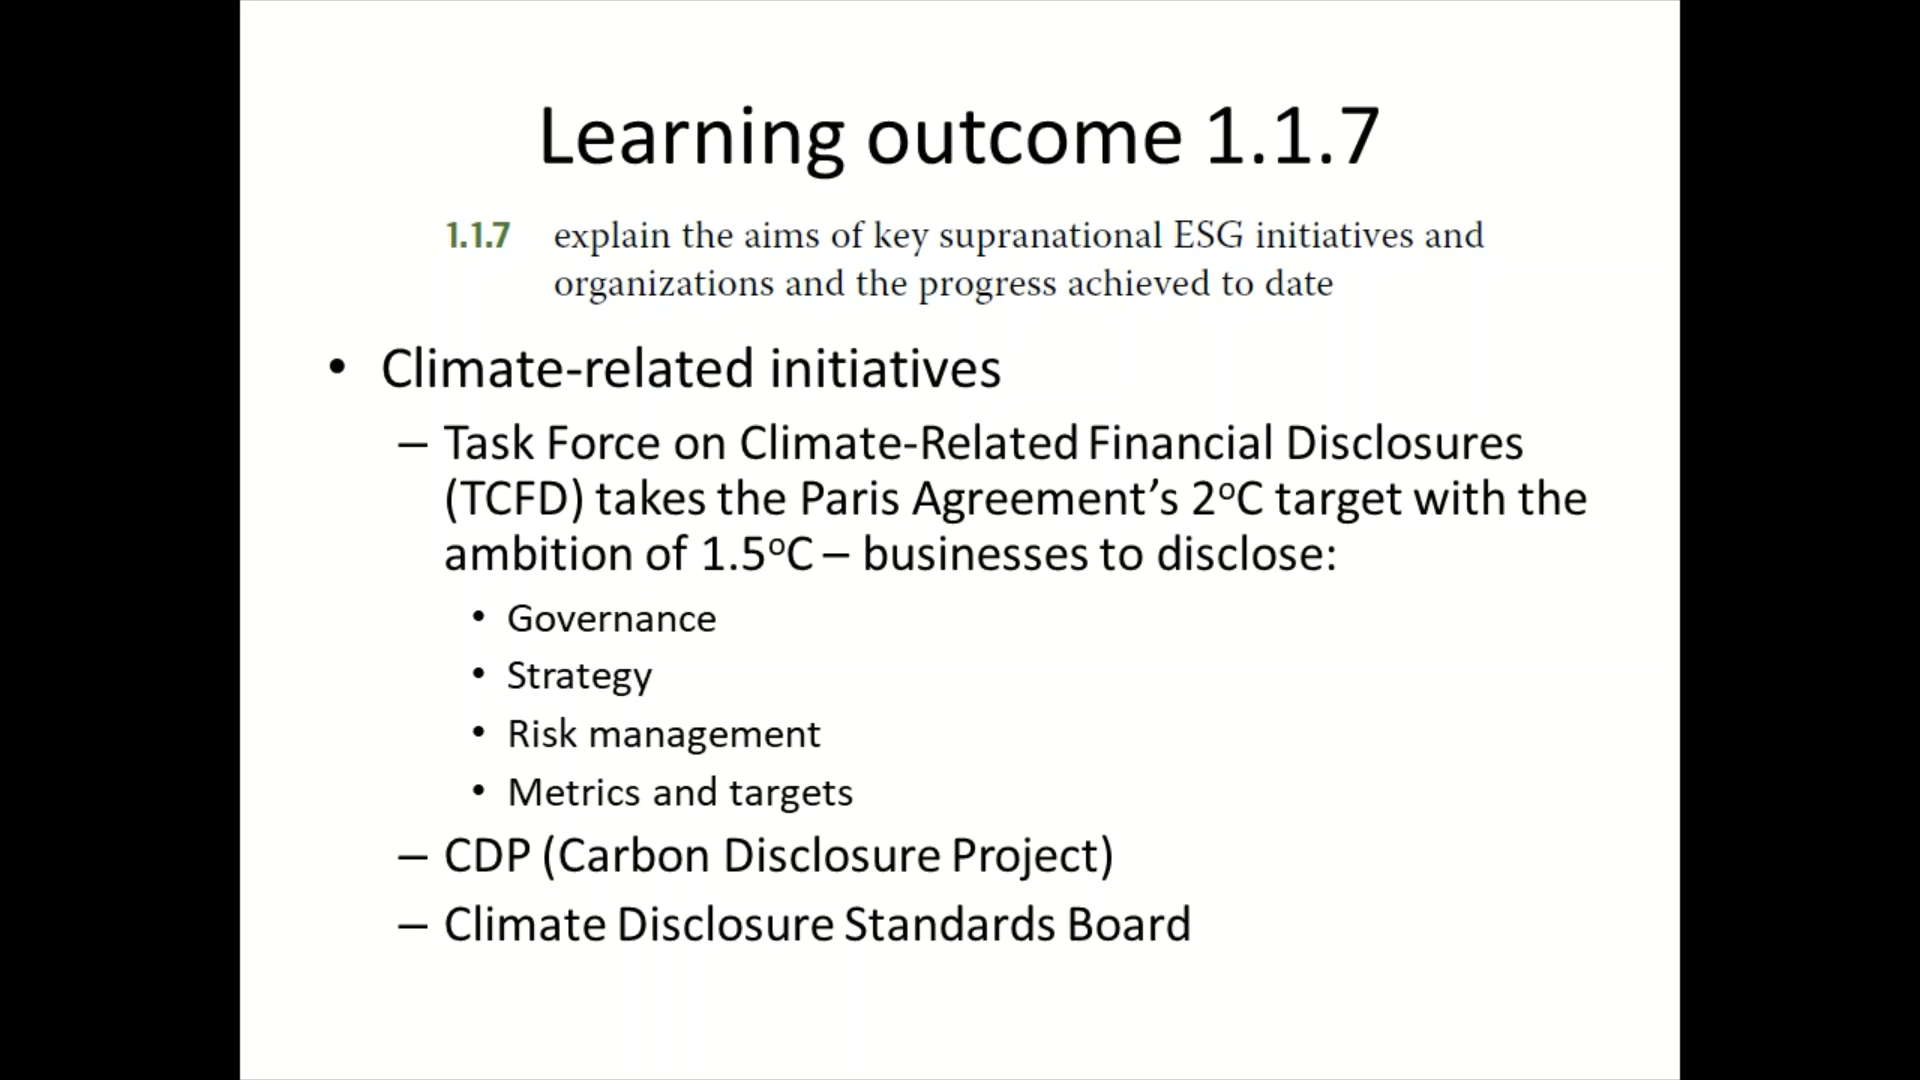 Learning outcome 1.1.7
1.1.7 explain the aims of key supranational ESG initiatives and
organizations and the progress achieved to date
• Climate-related initiatives
– Task Force on Climate-Related Financial Disclosures
(TCFD) takes the Paris Agreement’s 2ºC target with the
ambition of 1.5ºC – businesses to disclose:
• Governance
• Strategy
• Risk management
• Metrics and targets
– CDP (Carbon Disclosure Project)
– Climate Disclosure Standards Board